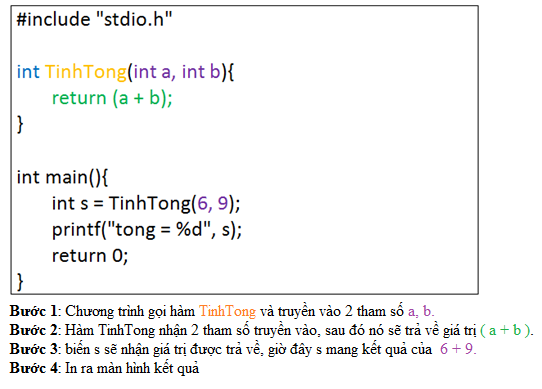 #include "stdio.h"
int TinhTong(int a, int b){
return (a + b);
}
int main(){
int s = TinhTong(6, 9);
printf("tong = %d", s);
return 0;
}
Bước 1: Chương trình gọi hàm TinhTong và truyền vào 2 tham số a, b.
Bước 2: Hàm TinhTong nhận 2 tham số truyền vào, sau đó nó sẽ trả về giá trị ( a + b ).
Bước 3: biến s sẽ nhận giá trị được trả về, giờ đây s mang kết quả của 6 + 9.
Bước 4: In ra màn hình kết quả